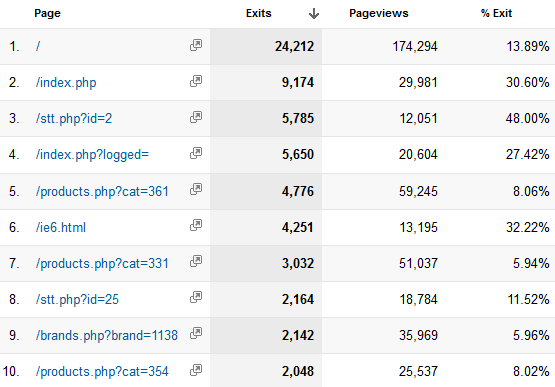 Page Exits Pageviews % Exit
1. / 24,212 174,294 13.89%
2. /index.php 9,174 29,981 30.60%
3. /stt.php?id=2 5,785 12,051 48.00%
4. /index.php?logged= 5,650 20,604 27.42%
5. /products.php?cat=361 4,776 59,245 8.06%
6. /ie6.html 4,251 13,195 32.22%
7. /products.php?cat=331 3,032 51,037 5.94%
8. /stt.php?id=25 2,164 18,784 11.52%
9. /brands.php?brand=1138 2,142 35,969 5.96%
10. /products.php?cat=354 2,048 25,537 8.02%